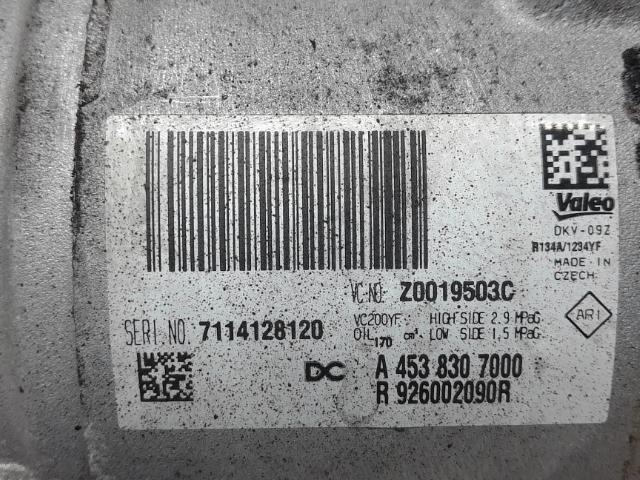 Valeo
DKV-09Z
R134A/1234YF
MADE IN
CZECH
VC.NO. Z0019503C
SERI.NO. 7114128120
VC200YF. HIGH SIDE 2.9 MPaG
OIL 170 cm³. LOW SIDE 1.5 MPaG
ARI
DC A 453 830 7000
R 926002090R